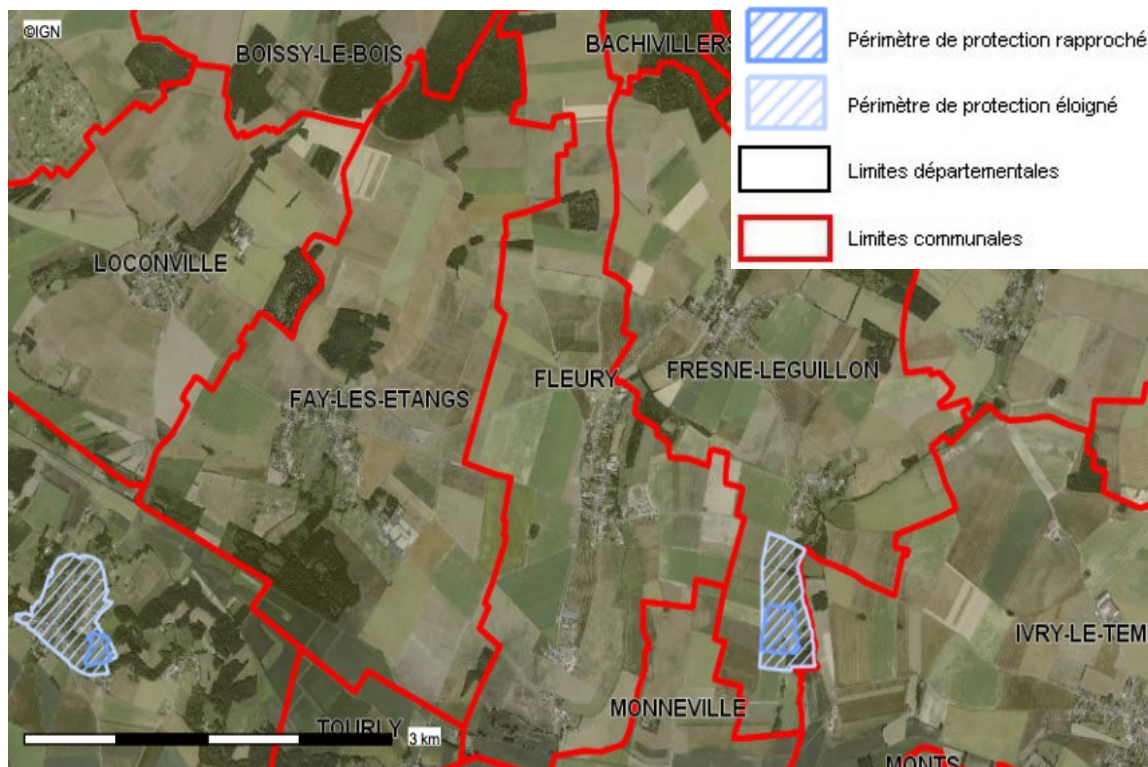 ©IGN
BOISSY-LE-BOIS
BACHIVILLERS
Périmètre de protection rapproché
Périmètre de protection éloigné
Limites départementales
Limites communales
LOCONVILLE
FAY-LES-ETANGS
FLEURY
FRESNE-LEGUILLON
IVRY-LE-TEM
MONNEVILLE
TOURLY
3 km
MONTS